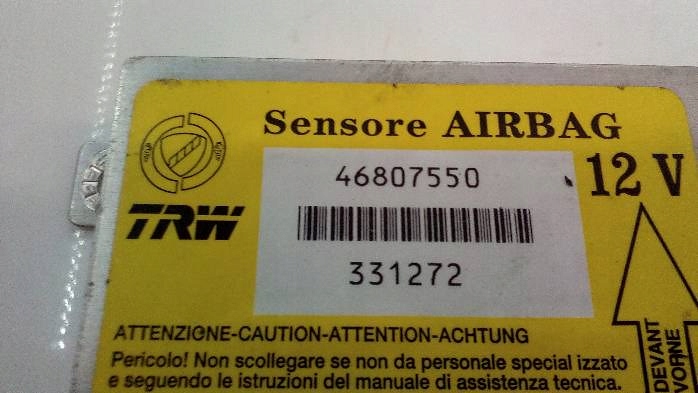 Sensore AIRBAG
46807550
12 V
TRW
331272
ATTENZIONE-CAUTION-ATTENTION-ACHTUNG
Pericolo! Non scollegare se non da personale special izzato
e seguendo le istruzioni del manuale di assistenza tecnica.
DEVANT
VORNE